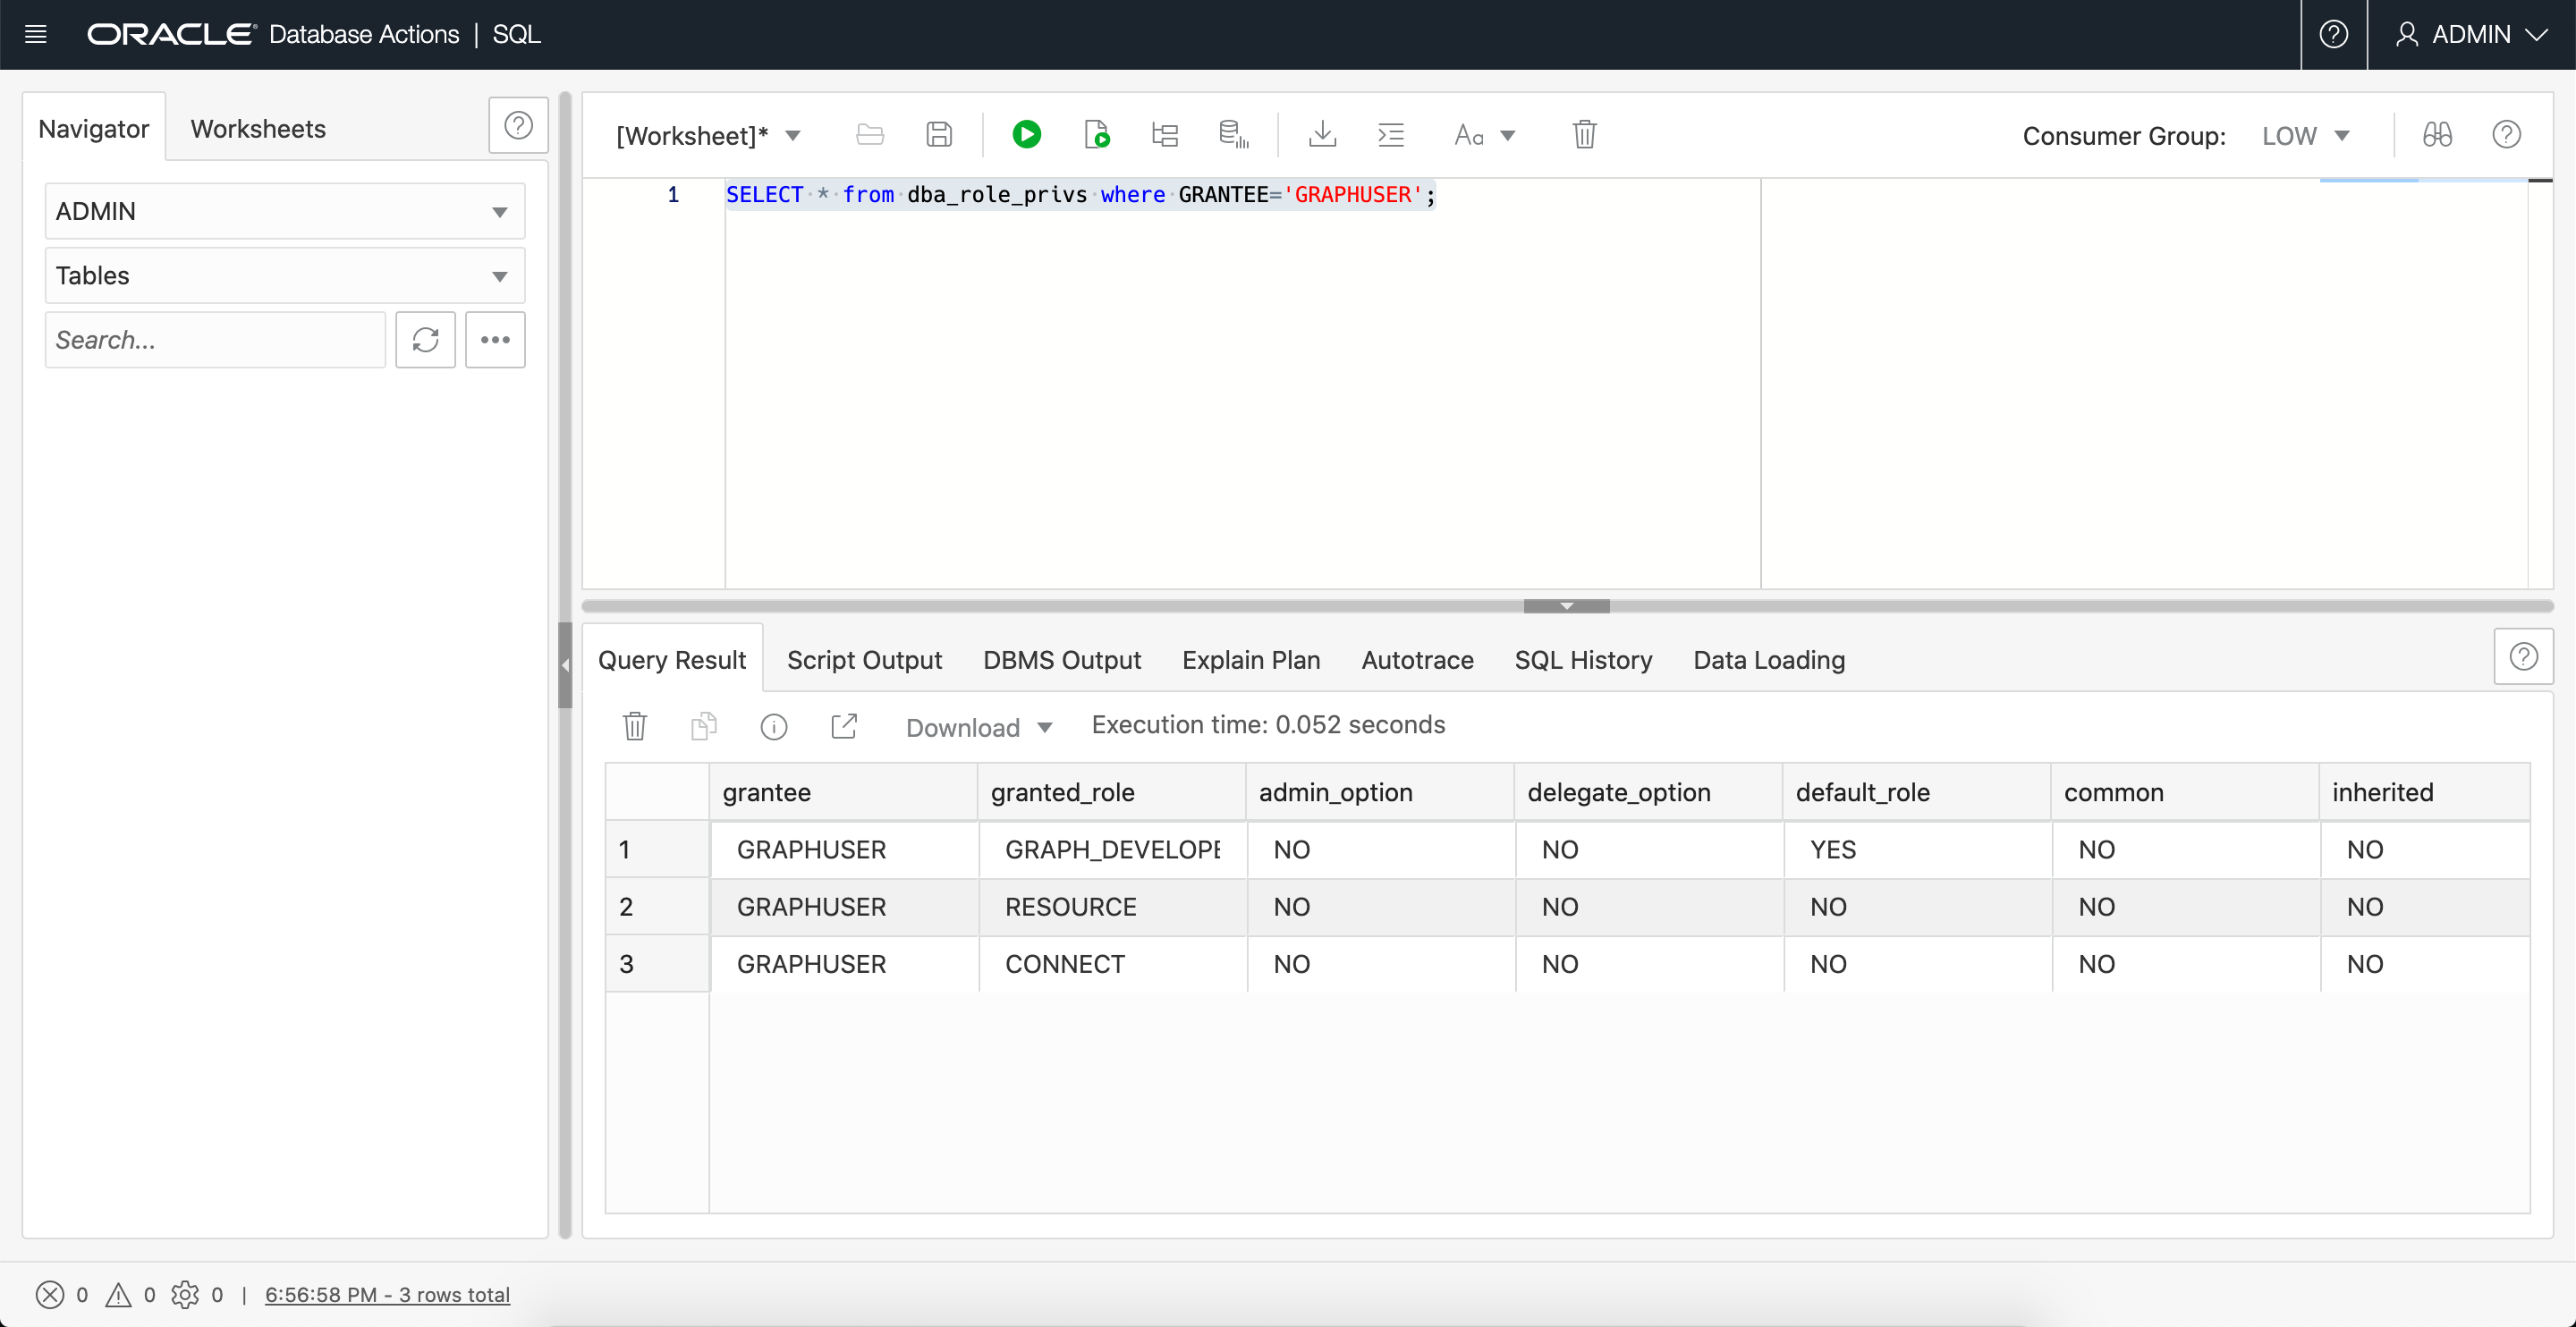 ORACLE Database Actions | SQL
ADMIN
Navigator
Worksheets
ADMIN
Tables
Search...
[Worksheet]*
Aa
Consumer Group: LOW
1 SELECT * from dba_role_privs where GRANTEE='GRAPHUSER';
Query Result Script Output DBMS Output Explain Plan Autotrace SQL History Data Loading
Download Execution time: 0.052 seconds
grantee granted_role admin_option delegate_option default_role common inherited
1 GRAPHUSER GRAPH_DEVELOPE NO NO YES NO NO
2 GRAPHUSER RESOURCE NO NO NO NO NO
3 GRAPHUSER CONNECT NO NO NO NO NO
0 0 0 | 6:56:58 PM - 3 rows total